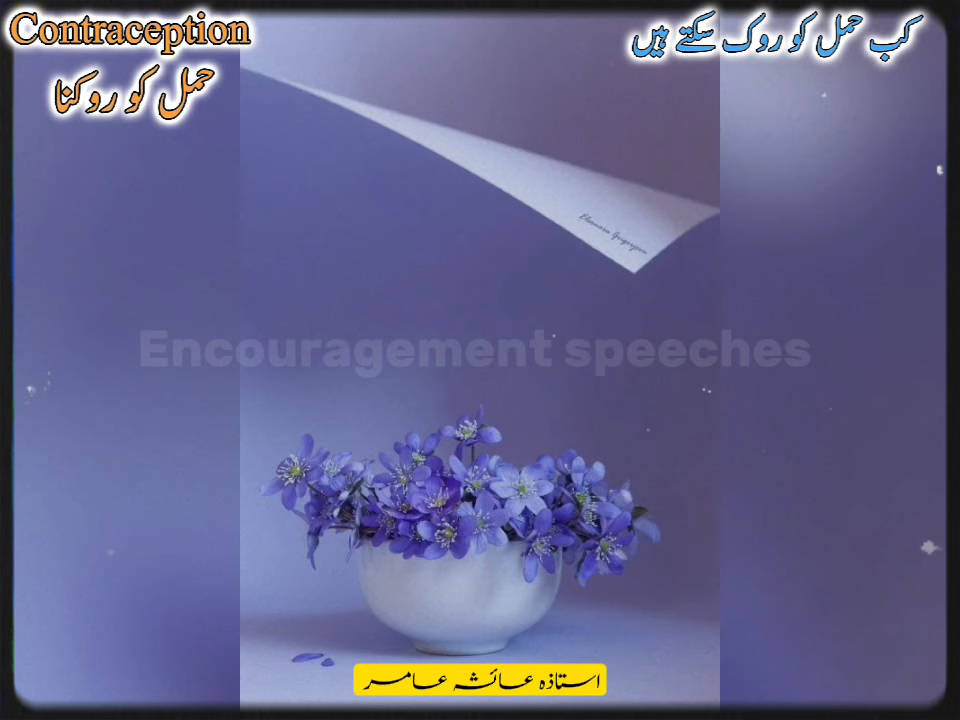 Contraception
حمل کو روکنا
کب حمل کو روک سکتے ہیں
Encouragement speeches
استاذہ عائشہ عامر